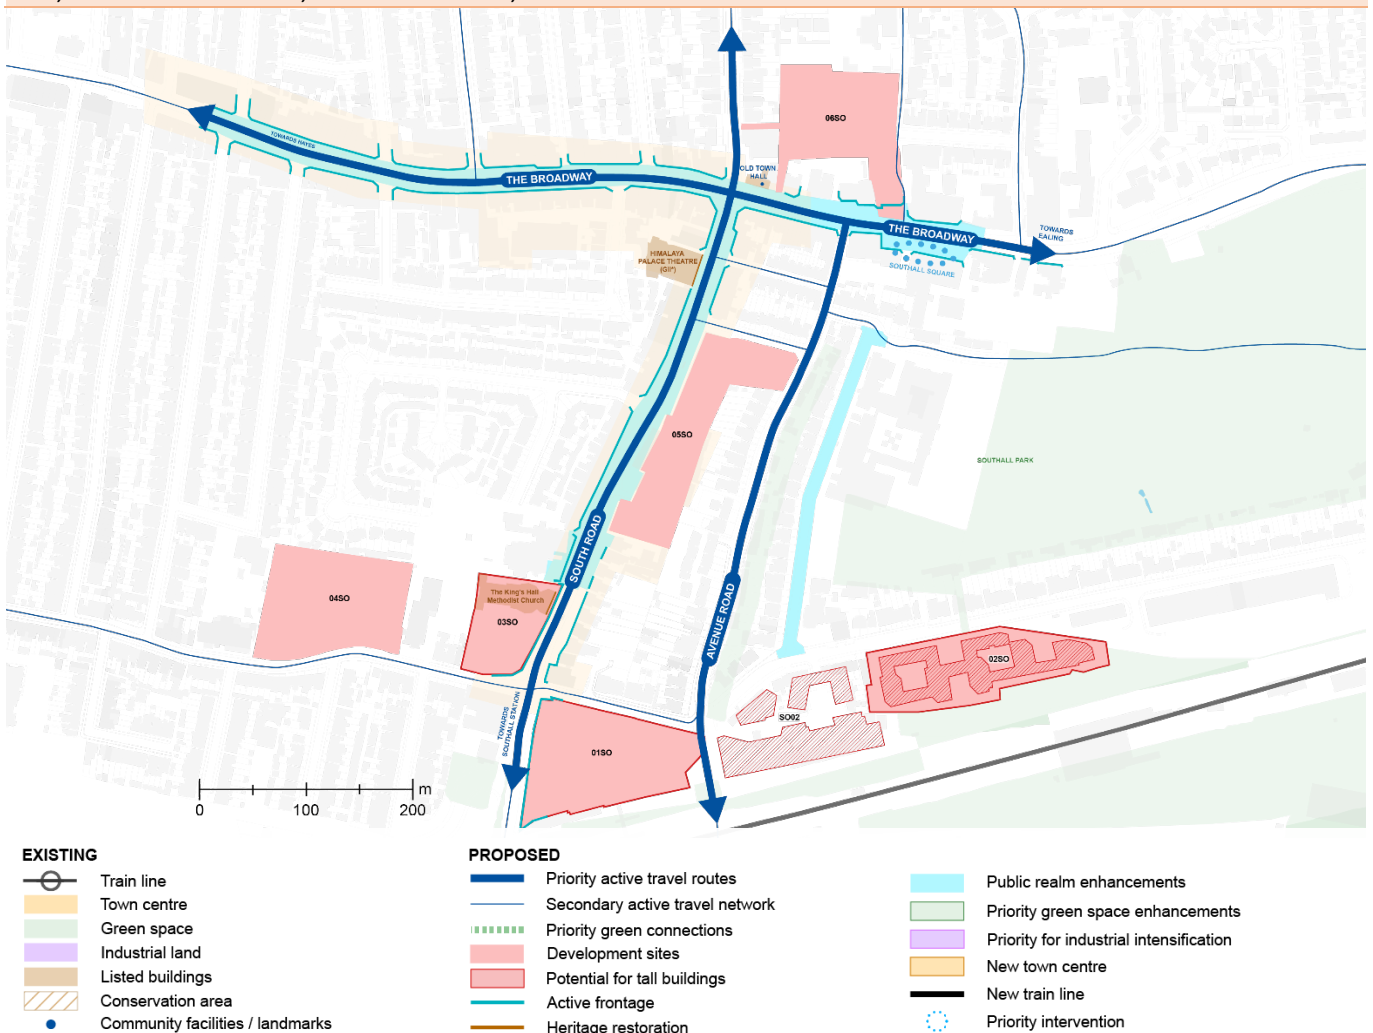 06SO
OLD TOWN
HALL
TOWARDS HAYES
THE BROADWAY
THE BROADWAY
TOWARDS
EALING
SOUTHALL SQUARE
HIMALAYA
PALACE THEATRE
(GII*)
05SO
SOUTHALL PARK
SOUTH ROAD
04SO
The King's Hall
Methodist Church
03SO
AVENUE ROAD
02SO
TOWARDS
SOUTHALL STATION
SO02
01SO
0 100 200 m
EXISTING
Train line
Town centre
Green space
Industrial land
Listed buildings
Conservation area
Community facilities / landmarks
PROPOSED
Priority active travel routes
Secondary active travel network
Priority green connections
Development sites
Potential for tall buildings
Active frontage
Heritage restoration
Public realm enhancements
Priority green space enhancements
Priority for industrial intensification
New town centre
New train line
Priority intervention